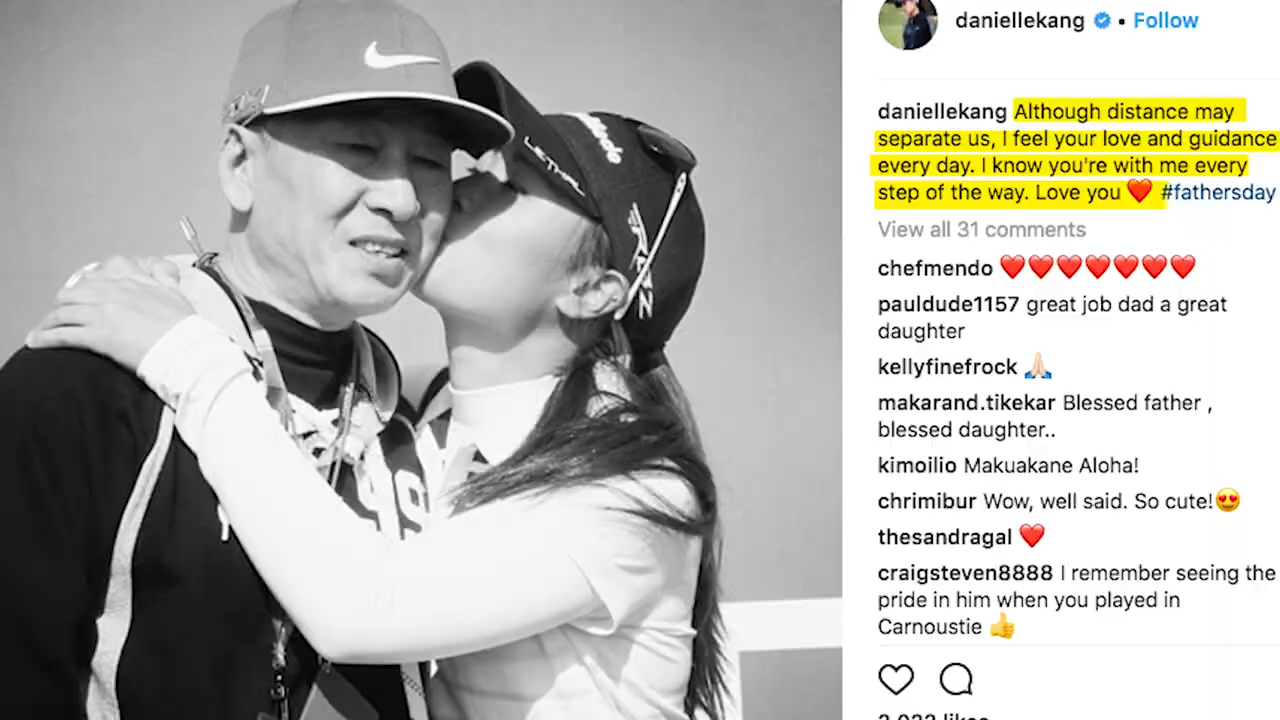 daniellekang • Follow
daniellekang Although distance may
separate us, I feel your love and guidance
every day. I know you're with me every
step of the way. Love you ❤️ #fathersday
View all 31 comments
chefmendo ❤️❤️❤️❤️❤️❤️❤️
pauldude1157 great job dad a great
daughter
kellyfinefrock 🙏🏻
makarand.tikekar Blessed father ,
blessed daughter..
kimoilio Makuakane Aloha!
chrimibur Wow, well said. So cute!😍
thesandragal ❤️
craigsteven8888 I remember seeing the
pride in him when you played in
Carnoustie 👍
LETHAL